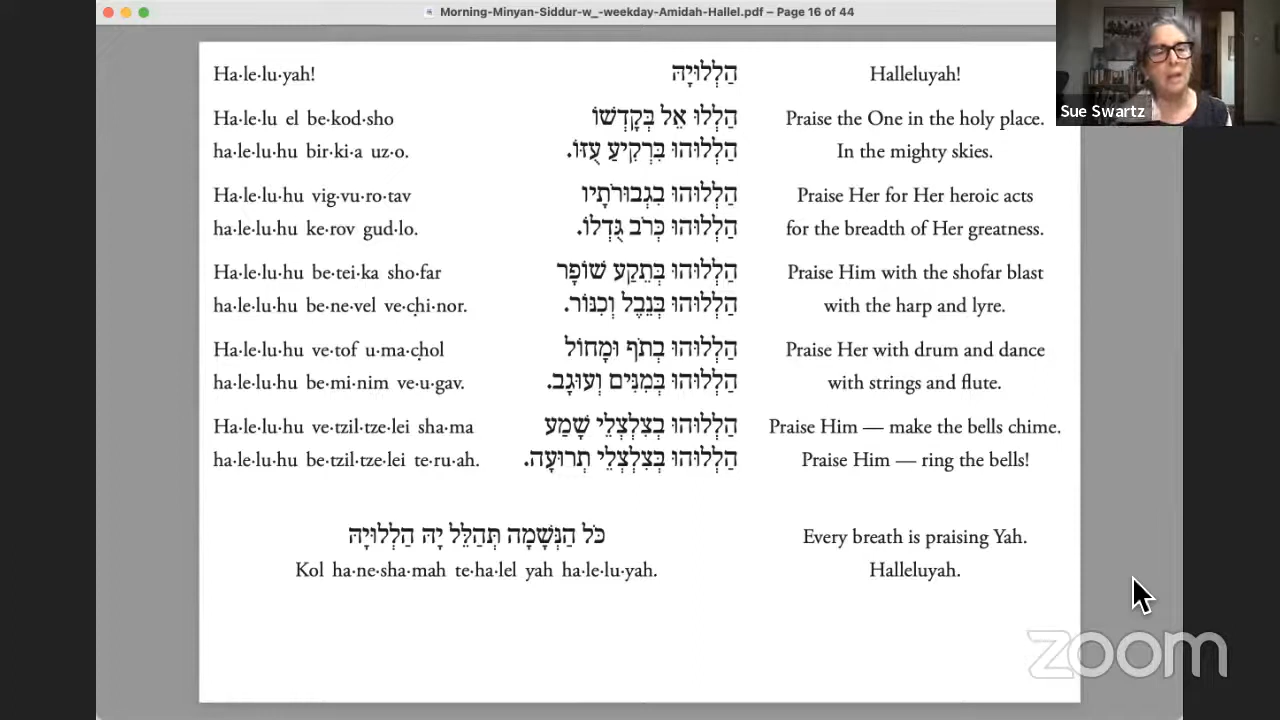 Morning-Minyan-Siddur-w_-weekday-Amidah-Hallel.pdf – Page 16 of 44
Ha·le·lu·yah!
הַלְלוּיָהּ
Halleluyah!
Ha·le·lu el be·kod·sho
הַלְלוּ אֵל בְּקׇדְשׁוֹ
Praise the One in the holy place.
ha·le·lu·hu bir·ki·a uz·o.
הַלְלוּהוּ בִּרְקִיעַ עֻזּוֹ.
In the mighty skies.
Ha·le·lu·hu vig·vu·ro·tav
הַלְלוּהוּ בִגְבוּרֹתָיו
Praise Her for Her heroic acts
ha·le·lu·hu ke·rov gud·lo.
הַלְלוּהוּ כְּרֹב גֻּדְלוֹ.
for the breadth of Her greatness.
Ha·le·lu·hu be·tei·ka sho·far
הַלְלוּהוּ בְּתֵקַע שׁוֹפָר
Praise Him with the shofar blast
ha·le·lu·hu be·ne·vel ve·c̣hi·nor.
הַלְלוּהוּ בְּנֵבֶל וְכִנּוֹר.
with the harp and lyre.
Ha·le·lu·hu ve·tof u·ma·c̣hol
הַלְלוּהוּ בְתֹף וּמָחוֹל
Praise Her with drum and dance
ha·le·lu·hu be·mi·nim ve·u·gav.
הַלְלוּהוּ בְּמִנִּים וְעוּגָב.
with strings and flute.
Ha·le·lu·hu ve·tzil·tze·lei sha·ma
הַלְלוּהוּ בְצִלְצְלֵי שָׁמַע
Praise Him — make the bells chime.
ha·le·lu·hu be·tzil·tze·lei te·ru·ah.
הַלְלוּהוּ בְּצִלְצְלֵי תְרוּעָה.
Praise Him — ring the bells!
כֹּל הַנְּשָׁמָה תְּהַלֵּל יָהּ הַלְלוּיָהּ
Every breath is praising Yah.
Kol ha·ne·sha·mah te·ha·lel yah ha·le·lu·yah.
Halleluyah.
Sue Swartz
zoom